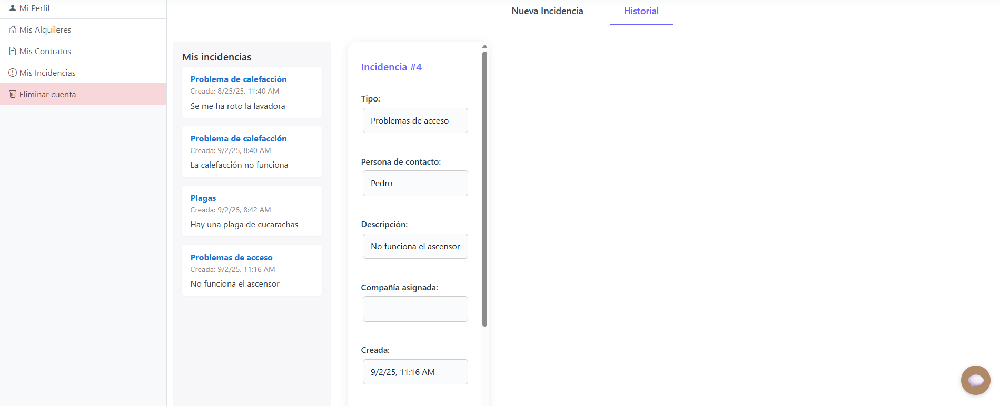 Mi Perfil
Mis Alquileres
Mis Contratos
Mis Incidencias
Eliminar cuenta
Nueva Incidencia
Historial
Mis incidencias
Problema de calefacción
Creada: 8/25/25, 11:40 AM
Se me ha roto la lavadora
Problema de calefacción
Creada: 9/2/25, 8:40 AM
La calefacción no funciona
Plagas
Creada: 9/2/25, 8:42 AM
Hay una plaga de cucarachas
Problemas de acceso
Creada: 9/2/25, 11:16 AM
No funciona el ascensor
Incidencia #4
Tipo:
Problemas de acceso
Persona de contacto:
Pedro
Descripción:
No funciona el ascensor
Compañía asignada:
-
Creada:
9/2/25, 11:16 AM